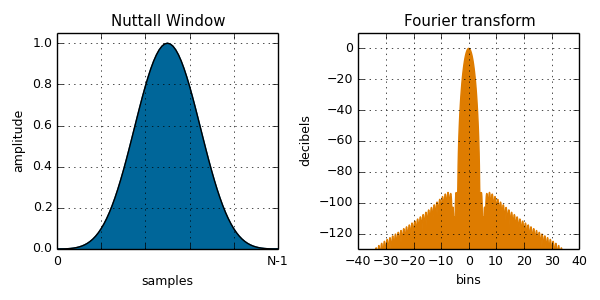 Nuttall Window
1.0
0.8
0.6
0.4
0.2
0.0
amplitude
0 N-1
samples
Fourier transform
0
−20
−40
−60
−80
−100
−120
decibels
−40 −30 −20 −10 0 10 20 30 40
bins